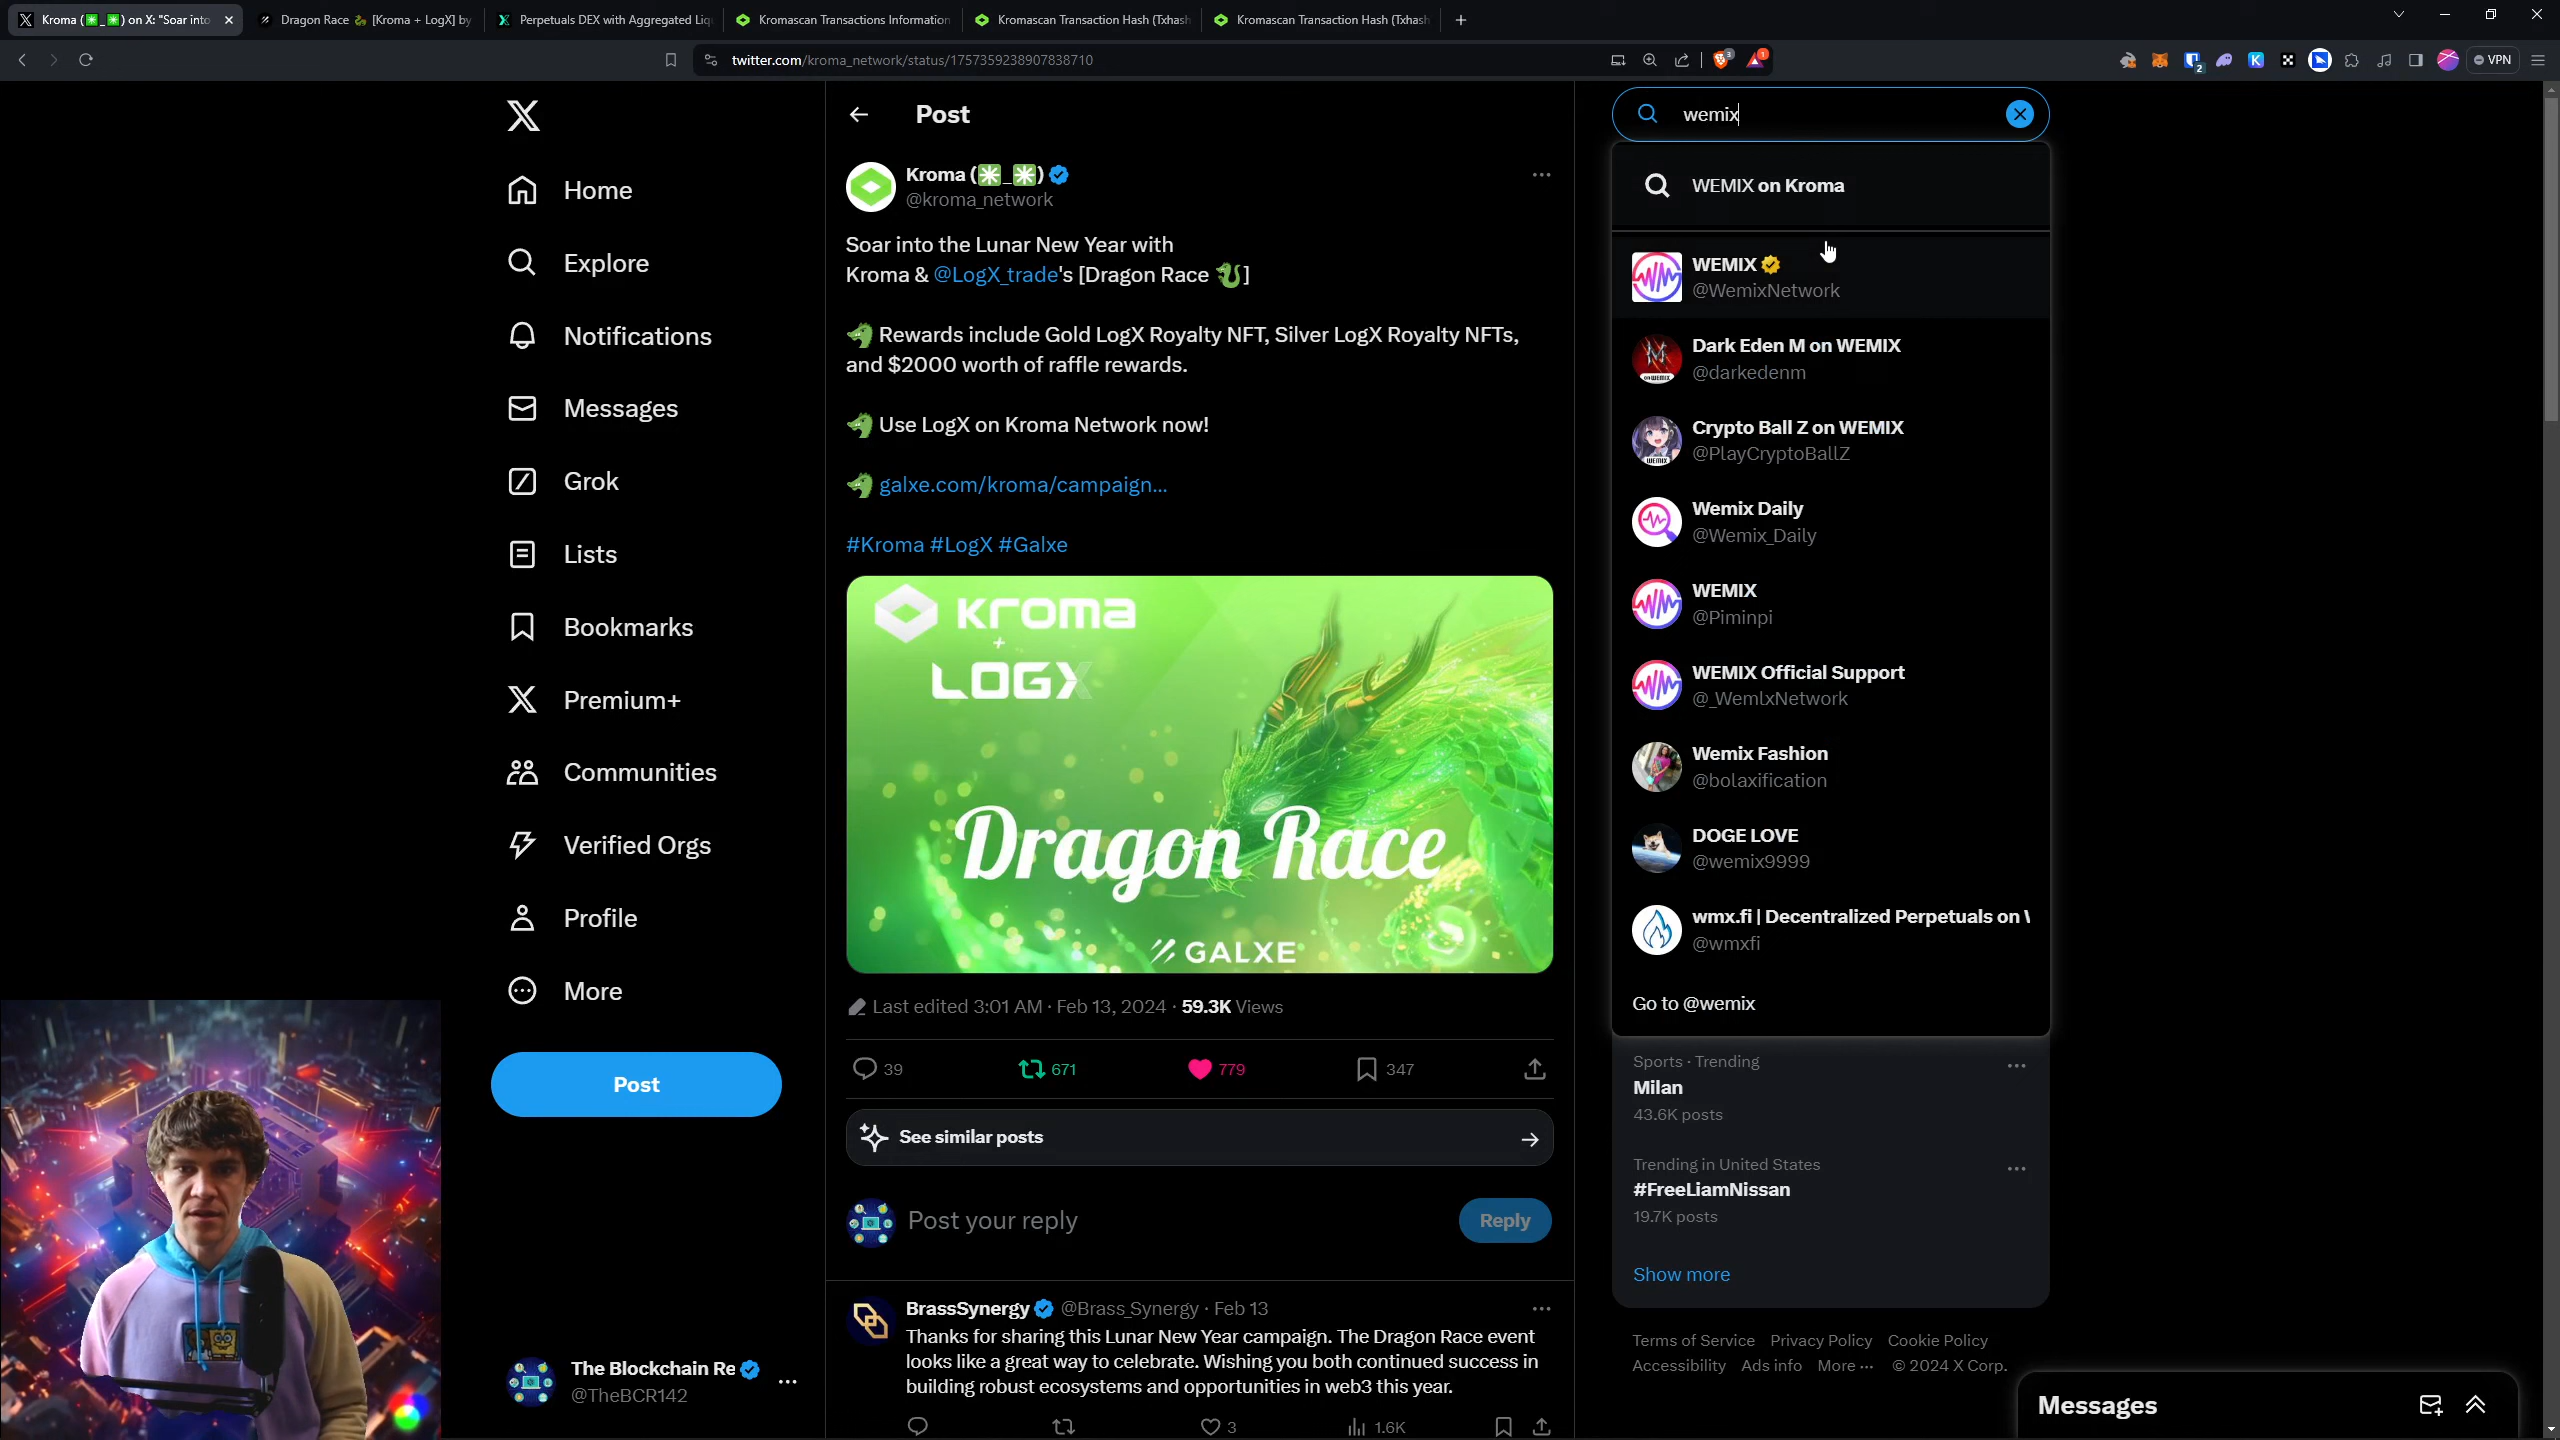 Kroma (✳️_✳️) on X: "Soar into
Dragon Race 🐉 [Kroma + LogX] by
Perpetuals DEX with Aggregated Liq
Kromascan Transactions Information
Kromascan Transaction Hash (Txhash
Kromascan Transaction Hash (Txhash
twitter.com/kroma_network/status/1757359238907838710
3
1
2
VPN
Home
Explore
Notifications
Messages
Grok
Lists
Bookmarks
Premium+
Communities
Verified Orgs
Profile
More
Post
The Blockchain Re
@TheBCR142
Post
Kroma (✳️_✳️)
@kroma_network
Soar into the Lunar New Year with
Kroma & @LogX_trade's [Dragon Race 🐉]
🐲 Rewards include Gold LogX Royalty NFT, Silver LogX Royalty NFTs,
and $2000 worth of raffle rewards.
🐲 Use LogX on Kroma Network now!
🐲 galxe.com/kroma/campaign...
#Kroma #LogX #Galxe
Kroma
+
LOGX
Dragon Race
GALXE
Last edited 3:01 AM · Feb 13, 2024 · 59.3K Views
39
671
779
347
See similar posts
Post your reply
Reply
BrassSynergy @Brass_Synergy · Feb 13
Thanks for sharing this Lunar New Year campaign. The Dragon Race event
looks like a great way to celebrate. Wishing you both continued success in
building robust ecosystems and opportunities in web3 this year.
3
1.6K
wemix
WEMIX on Kroma
WEMIX
@WemixNetwork
Dark Eden M on WEMIX
@darkedenm
Crypto Ball Z on WEMIX
@PlayCryptoBallZ
Wemix Daily
@Wemix_Daily
WEMIX
@Piminpi
WEMIX Official Support
@_WemlxNetwork
Wemix Fashion
@bolaxification
DOGE LOVE
@wemix9999
wmx.fi | Decentralized Perpetuals on
@wmxfi
Go to @wemix
Sports · Trending
Milan
43.6K posts
Trending in United States
#FreeLiamNissan
19.7K posts
Show more
Terms of Service Privacy Policy Cookie Policy
Accessibility Ads info More ··· © 2024 X Corp.
Messages